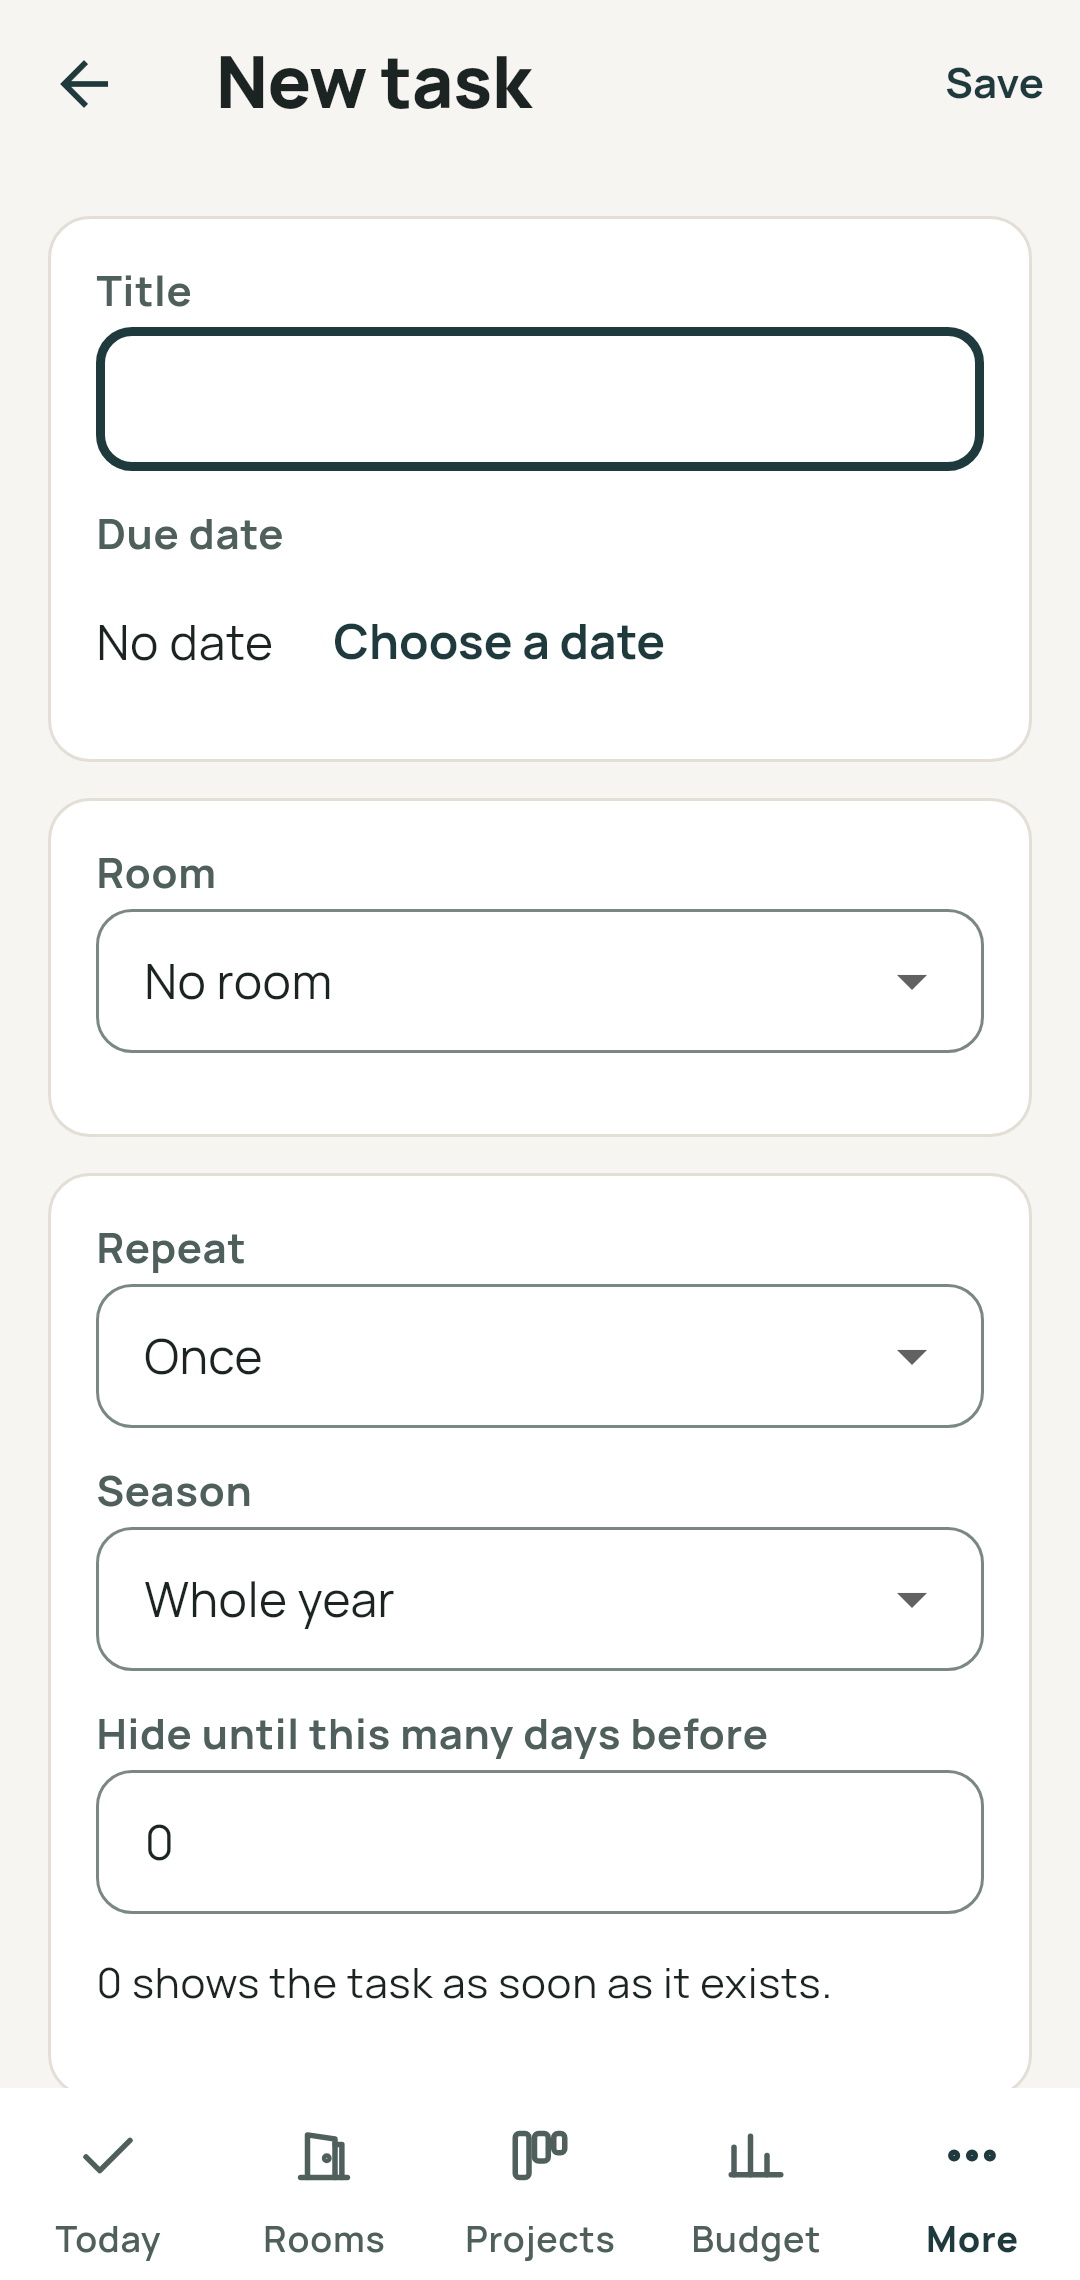 New task
Save
Title
Due date
No date
Choose a date
Room
No room
Repeat
Once
Season
Whole year
Hide until this many days before
0
0 shows the task as soon as it exists.
Today
Rooms
Projects
Budget
More